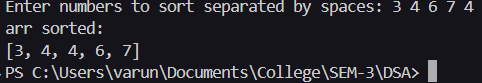 Enter numbers to sort separated by spaces: 3 4 6 7 4
arr sorted:
[3, 4, 4, 6, 7]
PS C:\Users\varun\Documents\College\SEM-3\DSA>